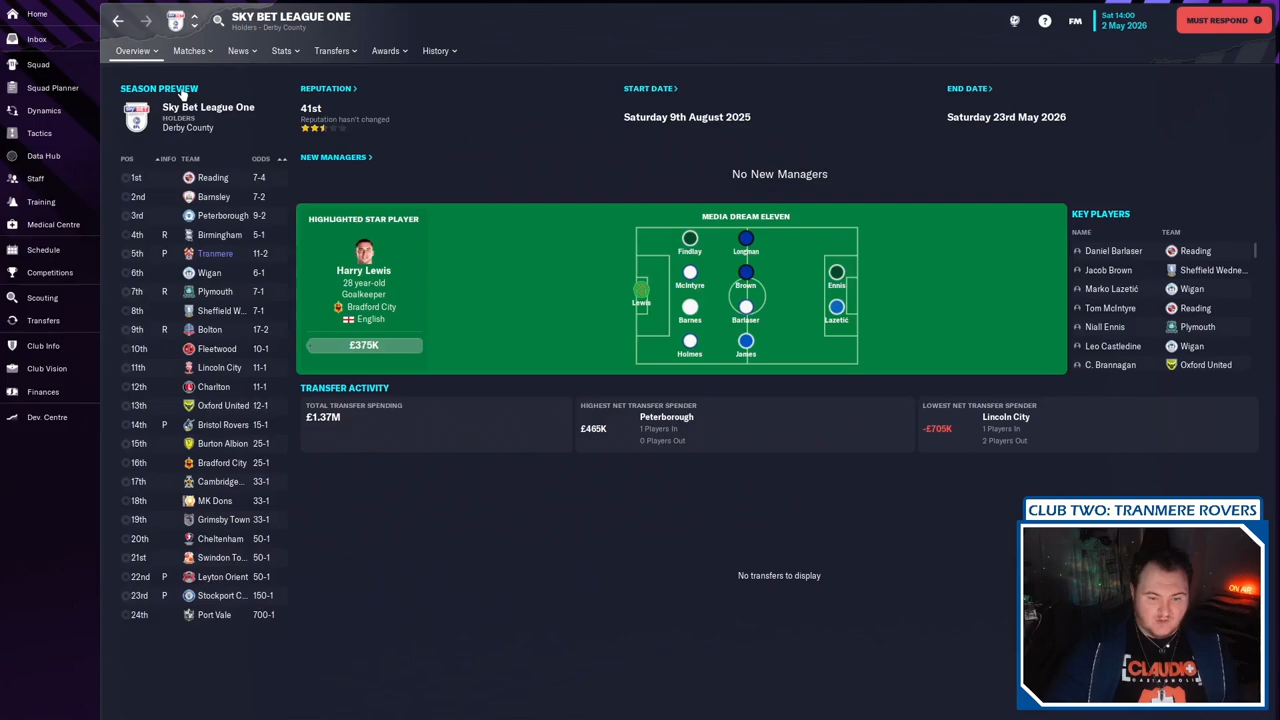 Home
Inbox
Squad
Squad Planner
Dynamics
Tactics
Data Hub
Staff
Training
Medical Centre
Schedule
Competitions
Scouting
Transfers
Club Info
Club Vision
Finances
Dev. Centre
SKY BET LEAGUE ONE
Holders - Derby County
FM
Sat 14:00
2 May 2026
MUST RESPOND
Overview Matches News Stats Transfers Awards History
SEASON PREVIEW
Sky Bet League One
HOLDERS
Derby County
POS INFO TEAM ODDS
1st Reading 7-4
2nd Barnsley 7-2
3rd Peterborough 9-2
4th R Birmingham 5-1
5th P Tranmere 11-2
6th Wigan 6-1
7th R Plymouth 7-1
8th Sheffield W... 7-1
9th R Bolton 17-2
10th Fleetwood 10-1
11th Lincoln City 11-1
12th Charlton 11-1
13th Oxford United 12-1
14th P Bristol Rovers 15-1
15th Burton Albion 25-1
16th Bradford City 25-1
17th Cambridge... 33-1
18th MK Dons 33-1
19th Grimsby Town 33-1
20th Cheltenham 50-1
21st Swindon To... 50-1
22nd P Leyton Orient 50-1
23rd P Stockport C... 150-1
24th Port Vale 700-1
REPUTATION >
41st
Reputation hasn't changed
START DATE >
Saturday 9th August 2025
END DATE >
Saturday 23rd May 2026
NEW MANAGERS >
No New Managers
HIGHLIGHTED STAR PLAYER
Harry Lewis
28 year-old
Goalkeeper
Bradford City
English
£375K
MEDIA DREAM ELEVEN
Findlay Longman
McIntyre Brown Ennis
Lewis
Barnes Barlaser Lazetić
Holmes James
KEY PLAYERS
NAME TEAM
Daniel Barlaser Reading
Jacob Brown Sheffield Wedne...
Marko Lazetić Wigan
Tom McIntyre Reading
Niall Ennis Plymouth
Leo Castledine Wigan
C. Brannagan Oxford United
TRANSFER ACTIVITY
TOTAL TRANSFER SPENDING
£1.37M
HIGHEST NET TRANSFER SPENDER
Peterborough
£465K 1 Players In
0 Players Out
LOWEST NET TRANSFER SPENDER
Lincoln City
-£705K 1 Players In
2 Players Out
No transfers to display
CLUB TWO: TRANMERE ROVERS
ON AIR
CLAUDIO